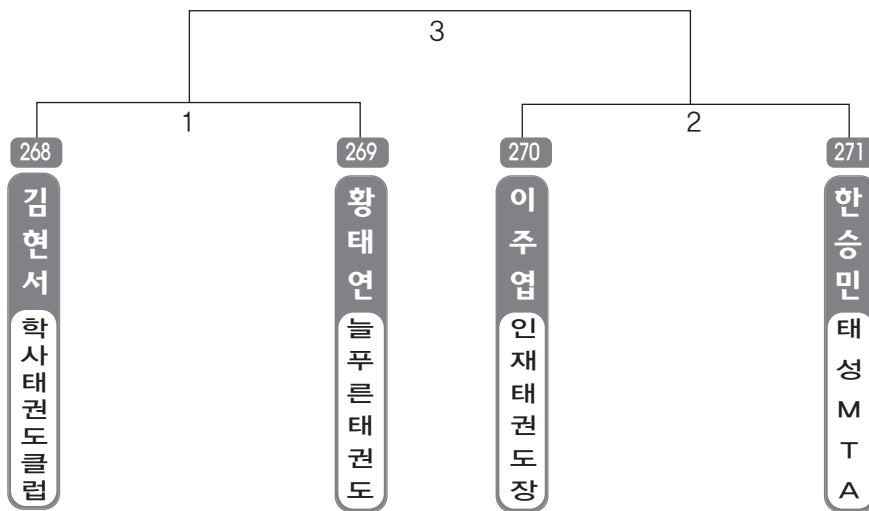 3
1
2
268
김현서
학사태권도클럽
269
황태연
늘푸른태권도
270
이주엽
인재태권도장
271
한승민
태성MTA